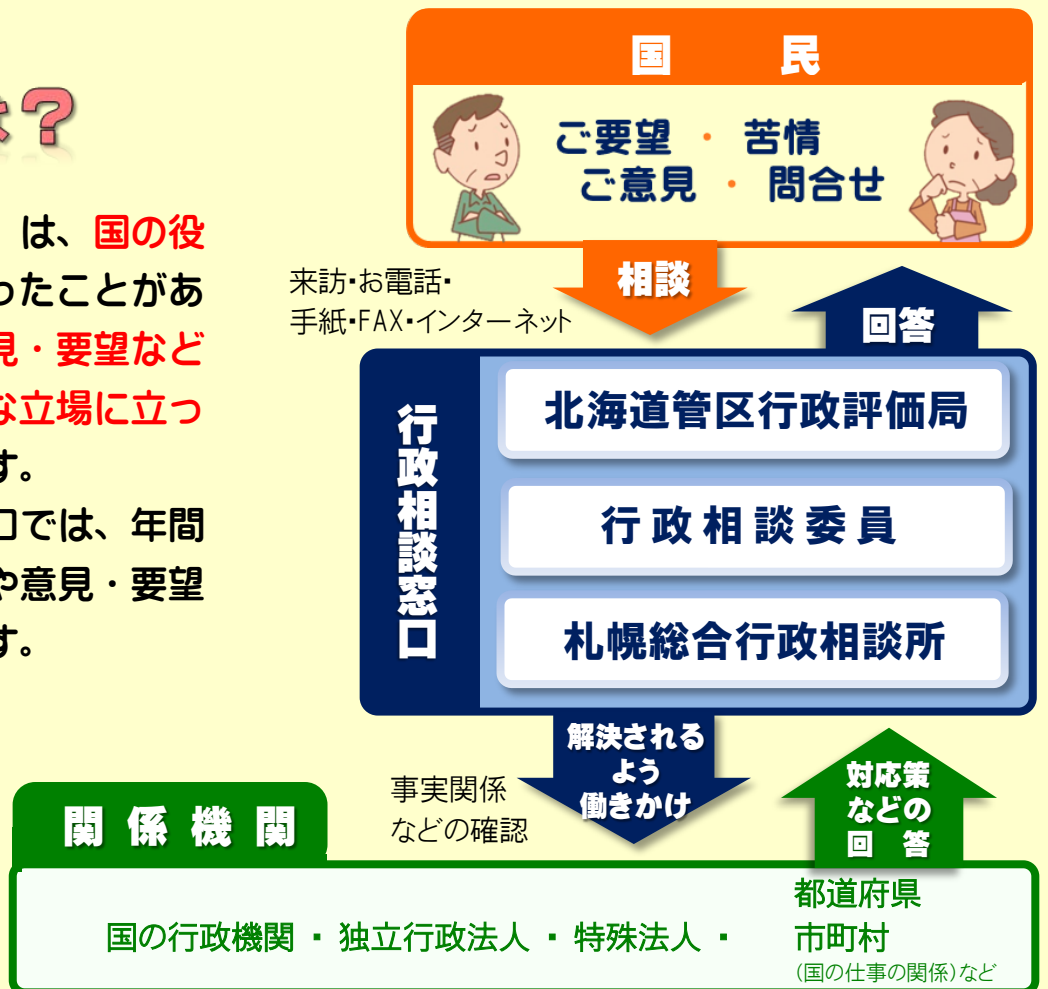 は？
は、国の役
ったことがあ
見・要望など
な立場に立っ
す。
口では、年間
や意見・要望
す。
国　民
ご要望 ・ 苦情
ご意見 ・ 問合せ
来訪・お電話・
手紙・FAX・インターネット
相談
回答
行政相談窓口
北海道管区行政評価局
行政相談委員
札幌総合行政相談所
事実関係
などの確認
解決される
よう
働きかけ
対応策
などの
回　答
関係機関
国の行政機関 ・ 独立行政法人 ・ 特殊法人 ・
都道府県
市町村
(国の仕事の関係)など